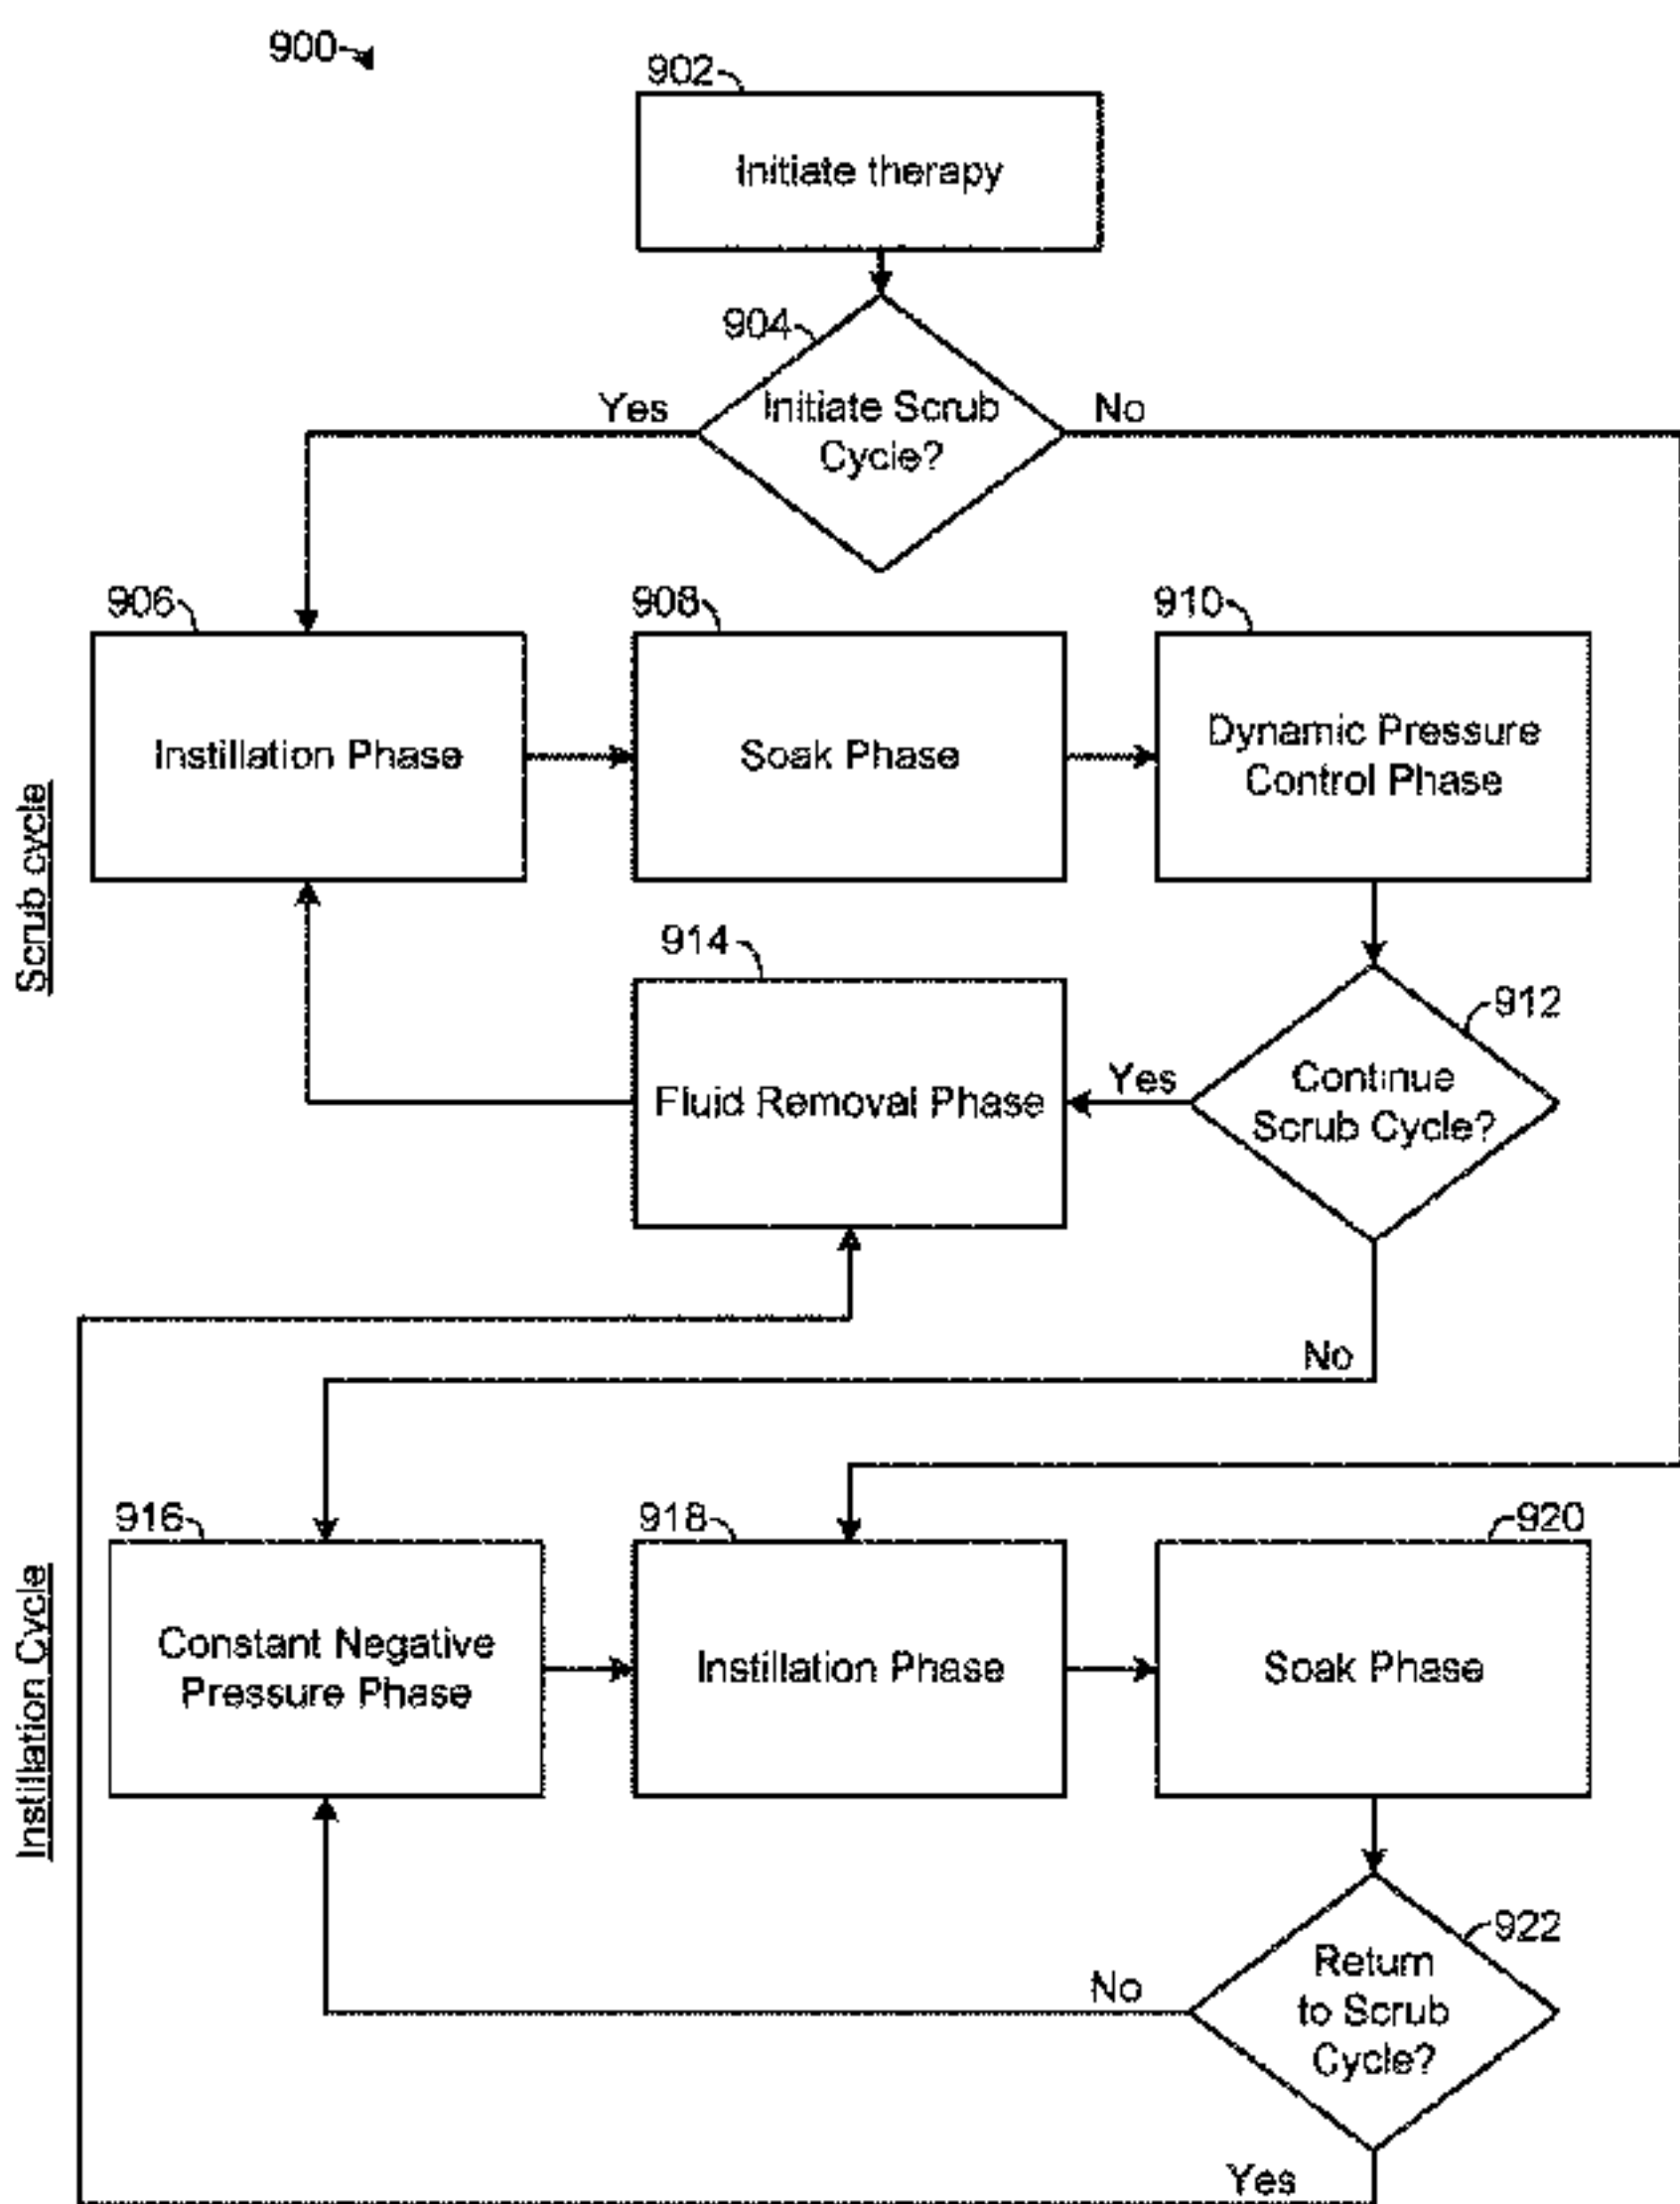 900
902
Initiate therapy
904
Yes
Initiate Scrub
Cycle?
No
906
908
910
Instillation Phase
Soak Phase
Dynamic Pressure
Control Phase
Scrub cycle
914
912
Fluid Removal Phase
Yes
Continue
Scrub Cycle?
No
916
918
920
Constant Negative
Pressure Phase
Instillation Phase
Soak Phase
Instillation Cycle
922
No
Return
to Scrub
Cycle?
Yes